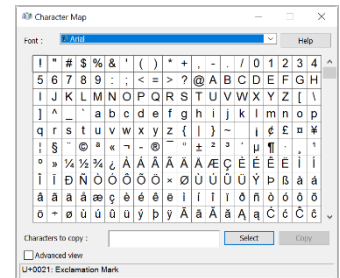 Character Map
Font : Arial Help
! " # $ % & ' ( ) * + , - . / 0 1 2 3 4
5 6 7 8 9 : ; < = > ? @ A B C D E F G H
I J K L M N O P Q R S T U V W X Y Z [ \
] ^ _ ` a b c d e f g h i j k l m n o p
q r s t u v w x y z { | } ~ ¡ ¢ £ ¤ ¥
¦ § ¨ © ª « ¬ - ® ¯ ° ± ² ³ ´ µ ¶ · ¸ ¹
º » ¼ ½ ¾ ¿ À Á Â Ã Ä Å Æ Ç È É Ê Ë Ì Í
Î Ï Ð Ñ Ò Ó Ô Õ Ö × Ø Ù Ú Û Ü Ý Þ ß à á
â ã ä å æ ç è é ê ë ì í î ï ð ñ ò ó ô õ
ö ÷ ø ù ú û ü ý þ ÿ Ā ā Ă ă Ą ą Ć ć Ĉ ĉ
Characters to copy : Select Copy
Advanced view
U+0021: Exclamation Mark